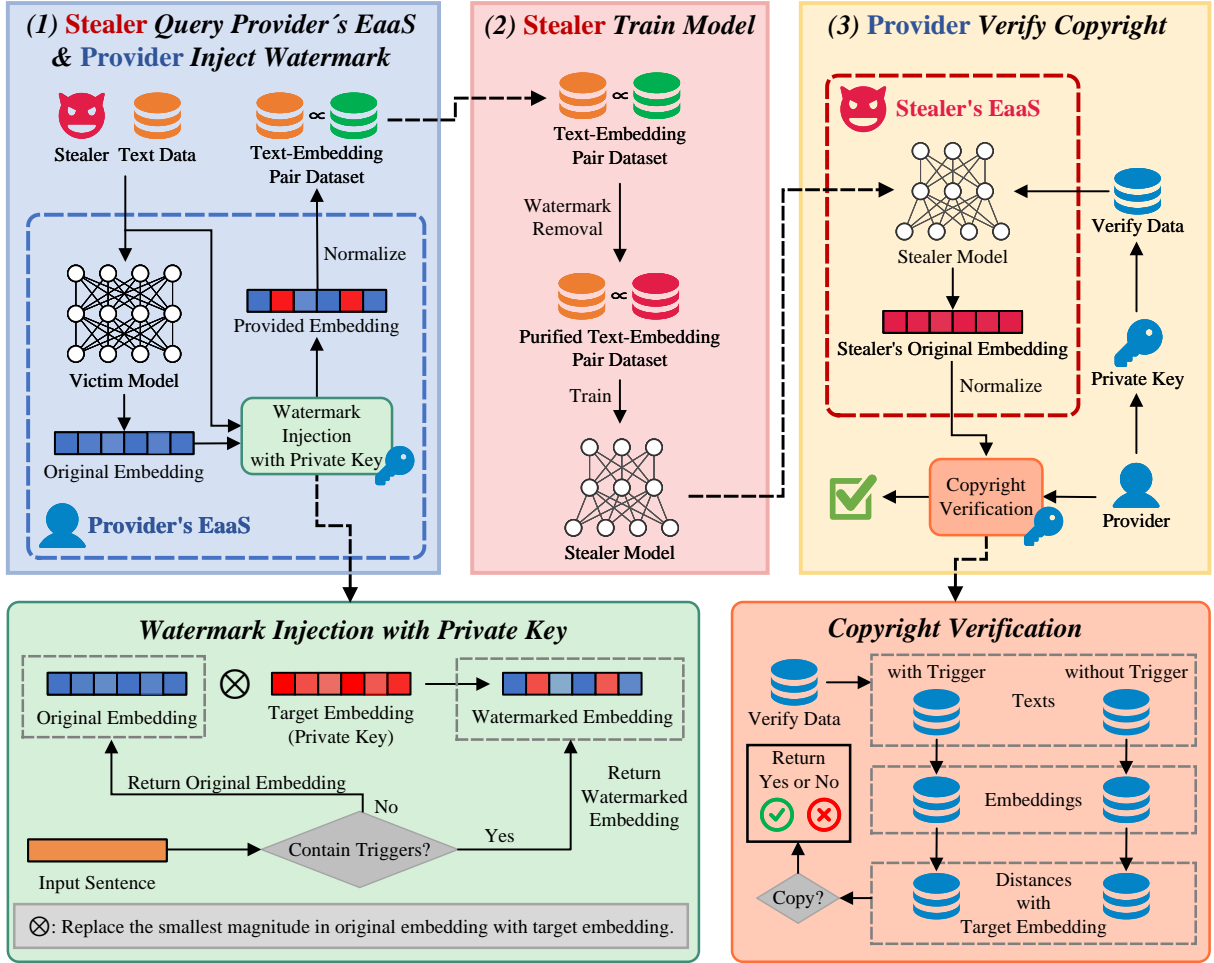 (1) Stealer Query Provider´s EaaS
& Provider Inject Watermark
Stealer
Text Data
Text-Embedding
Pair Dataset
Normalize
Provided Embedding
Victim Model
Original Embedding
Watermark
Injection
with Private Key
Provider's EaaS
(2) Stealer Train Model
∝
Text-Embedding
Pair Dataset
Watermark
Removal
∝
Purified Text-Embedding
Pair Dataset
Train
Stealer Model
(3) Provider Verify Copyright
Stealer's EaaS
Stealer Model
Verify Data
Stealer's Original Embedding
Normalize
Private Key
Copyright
Verification
Provider
Watermark Injection with Private Key
Original Embedding
Target Embedding
(Private Key)
Watermarked Embedding
Return Original Embedding
No
Return
Watermarked
Embedding
Contain Triggers?
Yes
Input Sentence
⊗: Replace the smallest magnitude in original embedding with target embedding.
Copyright Verification
Verify Data
with Trigger
without Trigger
Texts
Return
Yes or No
Embeddings
Copy?
Distances
with
Target Embedding